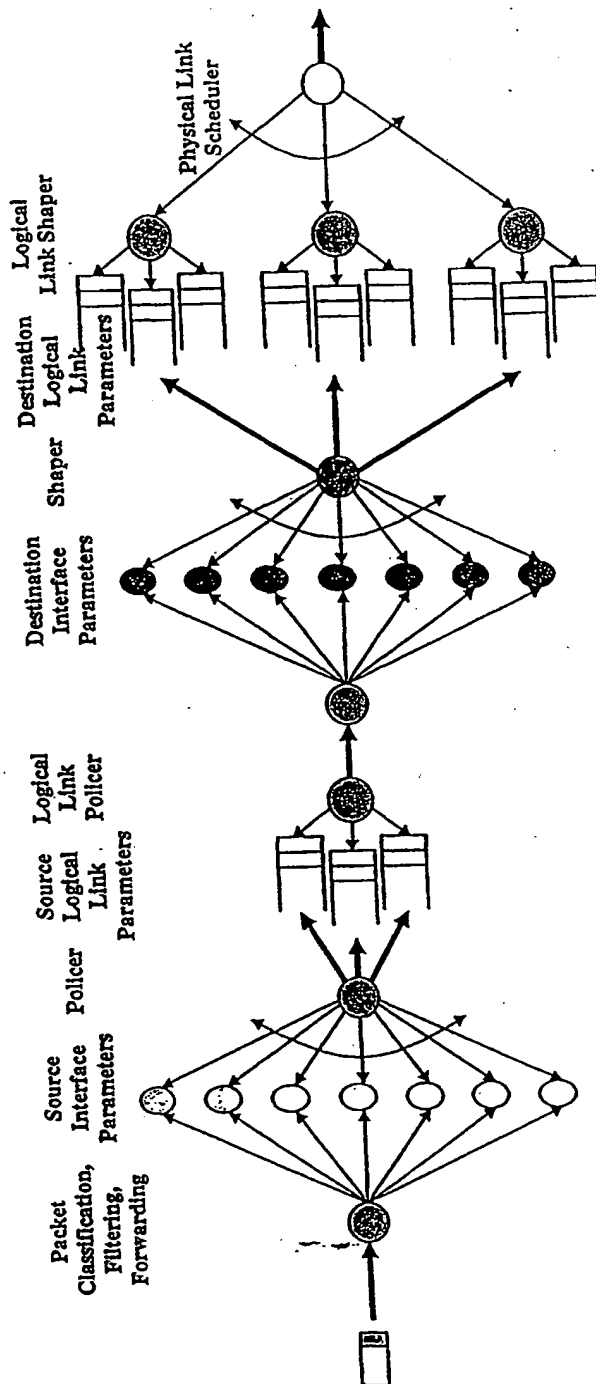 Packet
Classification,
Filtering,
Forwarding
Source
Interface
Parameters
Policer
Source
Logical
Link
Parameters
Logical
Link
Policer
Destination
Interface
Parameters
Shaper
Destination
Logical
Link
Parameters
Logical
Link Shaper
Physical Link
Scheduler